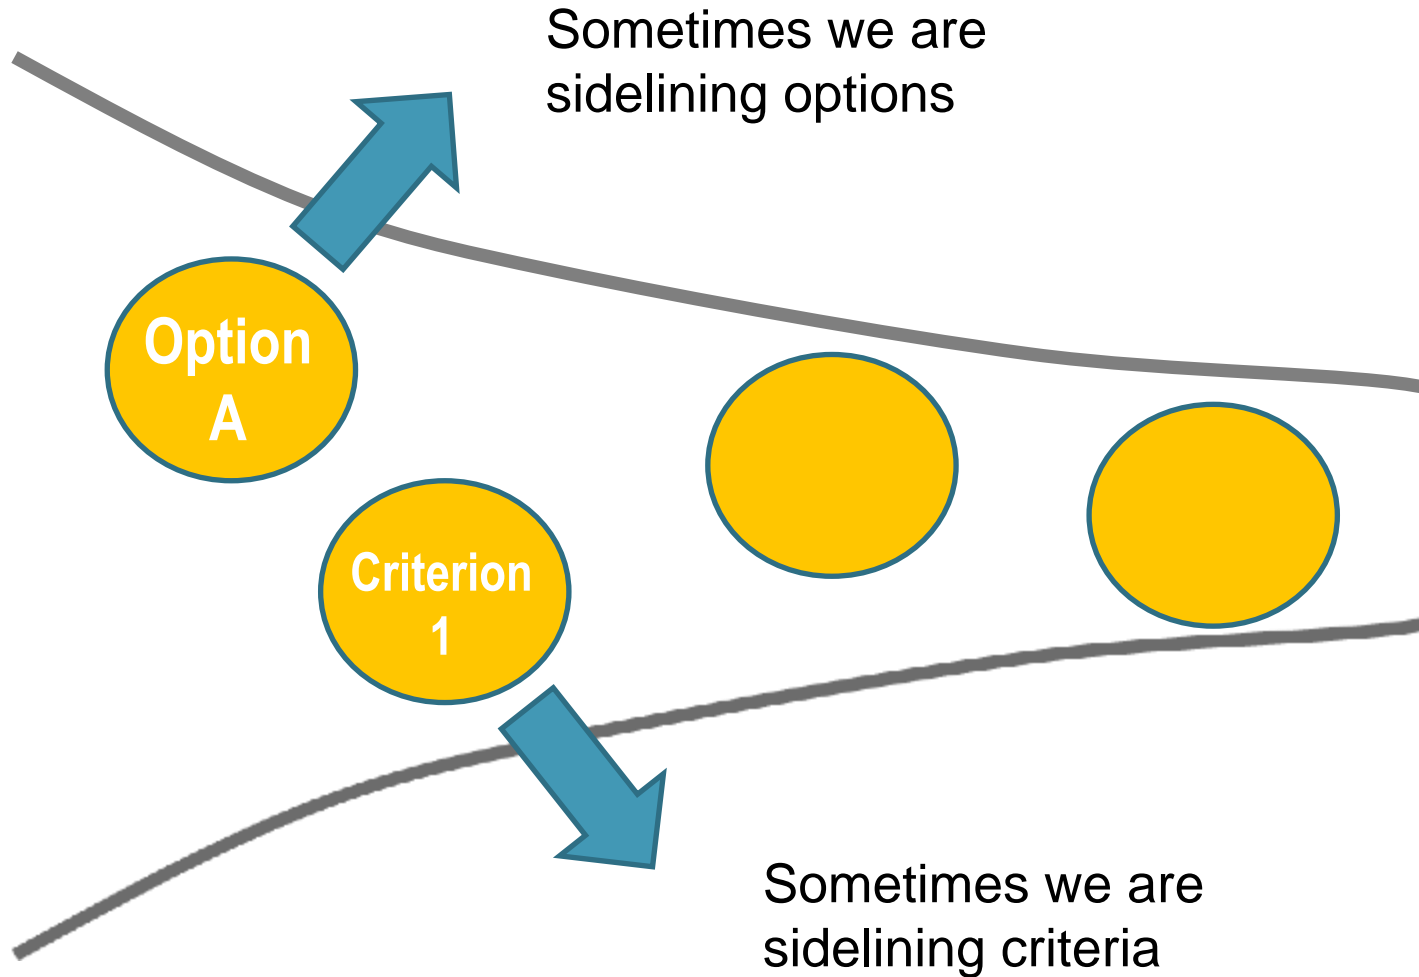 Sometimes we are
sidelining options
Option
A
Criterion
1
Sometimes we are
sidelining criteria